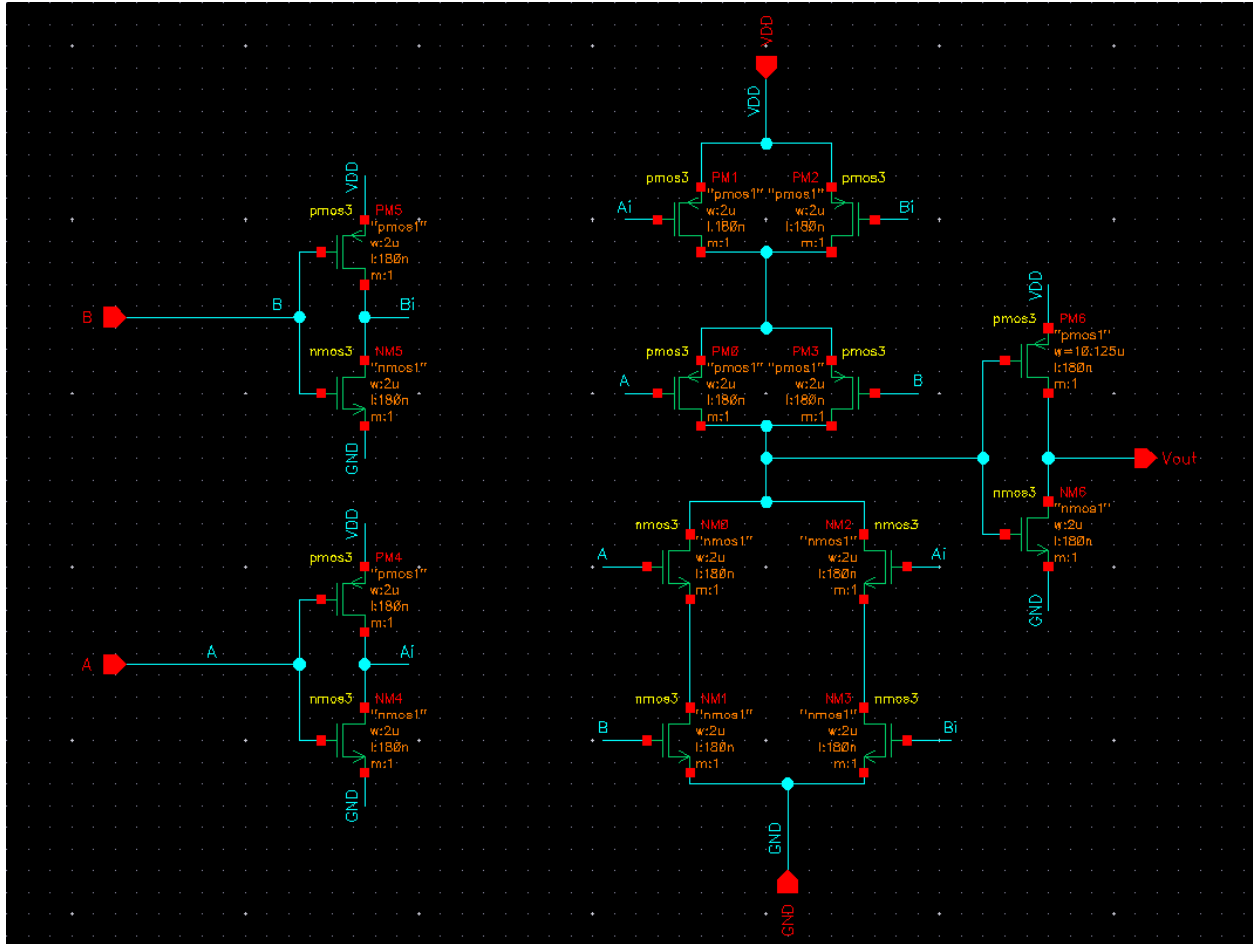 VDD
VDD
pmos3 PM1
"pmos1"
w:2u
l:180n
m:1
Ai
PM2 pmos3
"pmos1"
w:2u
l:180n
m:1
Bi
VDD
pmos3 PM5
"pmos1"
w:2u
l:180n
m:1
B
B
Bi
nmos3 NM5
"nmos1"
w:2u
l:180n
m:1
GND
pmos3 PM0
"pmos1"
w:2u
l:180n
m:1
A
PM3 pmos3
"pmos1"
w:2u
l:180n
m:1
B
VDD
pmos3 PM6
"pmos1"
w=10.125u
l:180n
m:1
Vout
nmos3 NM6
"nmos1"
w:2u
l:180n
m:1
GND
VDD
pmos3 PM4
"pmos1"
w:2u
l:180n
m:1
A
A
Ai
nmos3 NM4
"nmos1"
w:2u
l:180n
m:1
GND
nmos3 NM0
"nmos1"
w:2u
l:180n
m:1
A
NM2 nmos3
"nmos1"
w:2u
l:180n
m:1
Ai
nmos3 NM1
"nmos1"
w:2u
l:180n
m:1
B
NM3 nmos3
"nmos1"
w:2u
l:180n
m:1
Bi
GND
GND